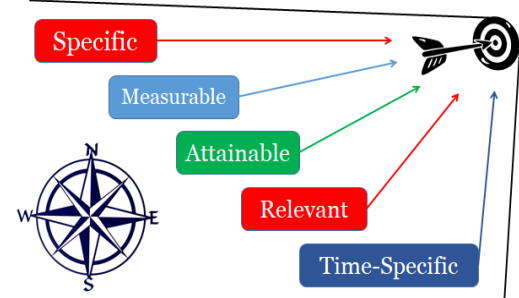 Specific
Measurable
Attainable
Relevant
Time-Specific
N
W
E
S